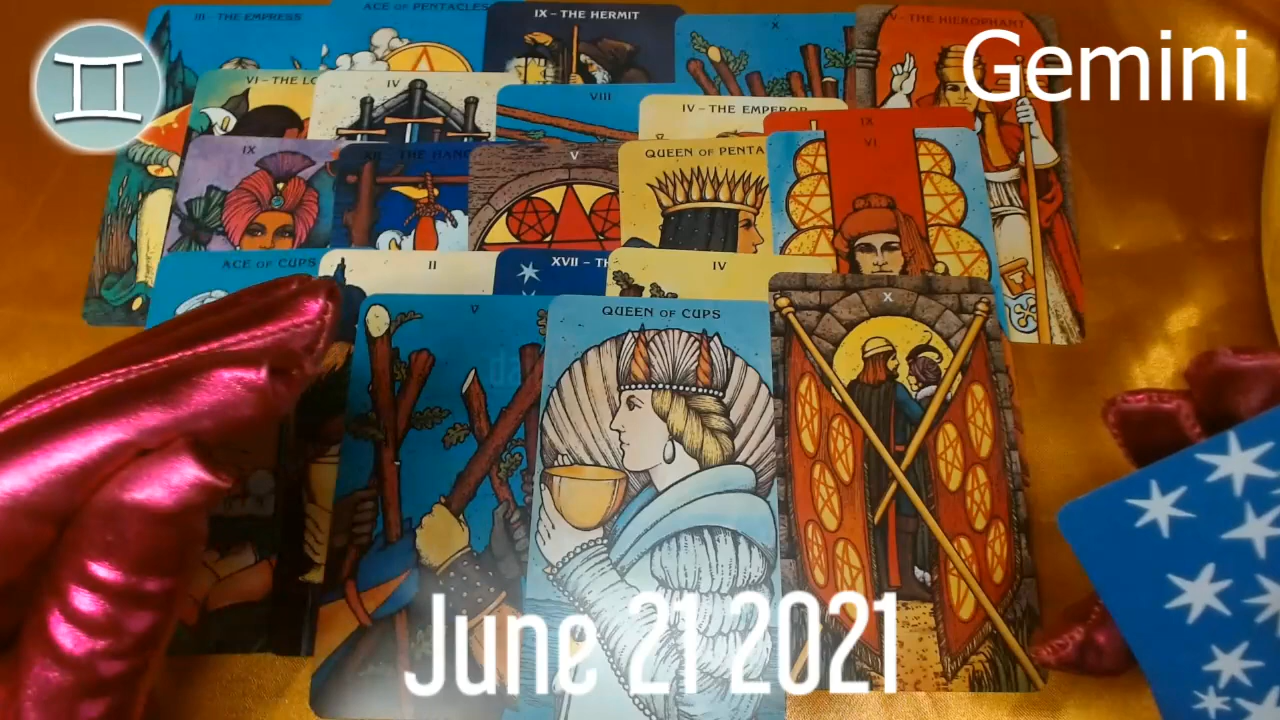 III - THE EMPRESS
ACE OF PENTACLES
IX - THE HERMIT
X
V - THE HIEROPHANT
Gemini
VI - THE LO
IV
VIII
IV - THE EMPEROR
IX
VI
IX
XII - THE HANG
V
QUEEN OF PENTA
ACE OF CUPS
II
XVII - TH
IV
V
QUEEN OF CUPS
X
June 21 2021